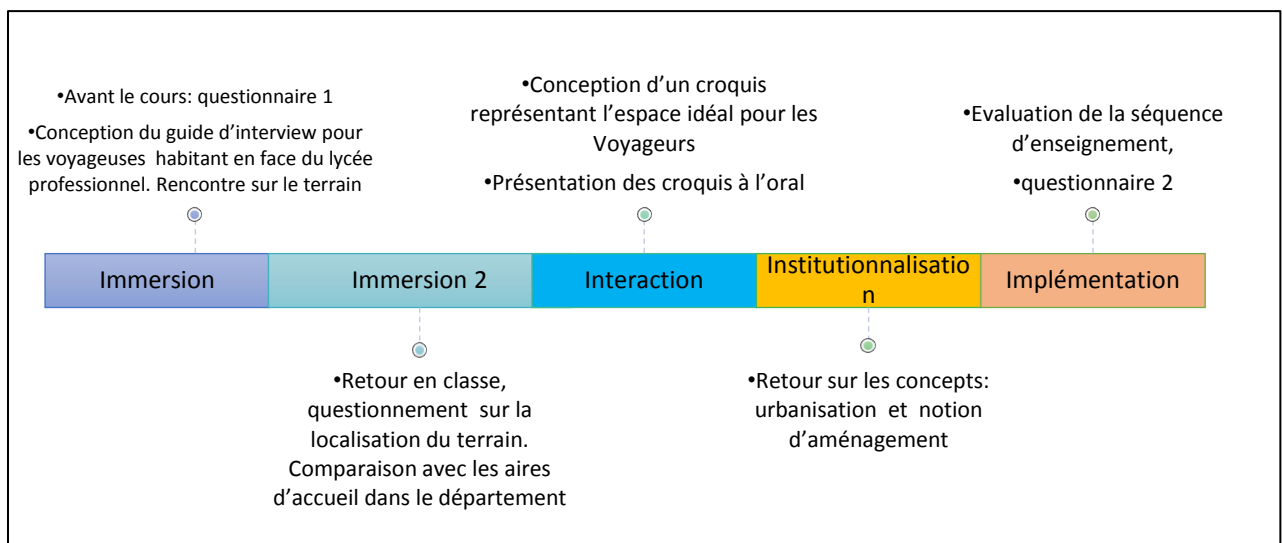 •Avant le cours: questionnaire 1
•Conception du guide d’interview pour
les voyageuses habitant en face du lycée
professionnel. Rencontre sur le terrain
•Conception d’un croquis
représentant l’espace idéal pour les
Voyageurs
•Présentation des croquis à l’oral
•Evaluation de la séquence
d’enseignement,
•questionnaire 2
Immersion
Immersion 2
Interaction
Institutionnalisatio
n
Implémentation
•Retour en classe,
questionnement sur la
localisation du terrain.
Comparaison avec les aires
d’accueil dans le département
•Retour sur les concepts:
urbanisation et notion
d’aménagement